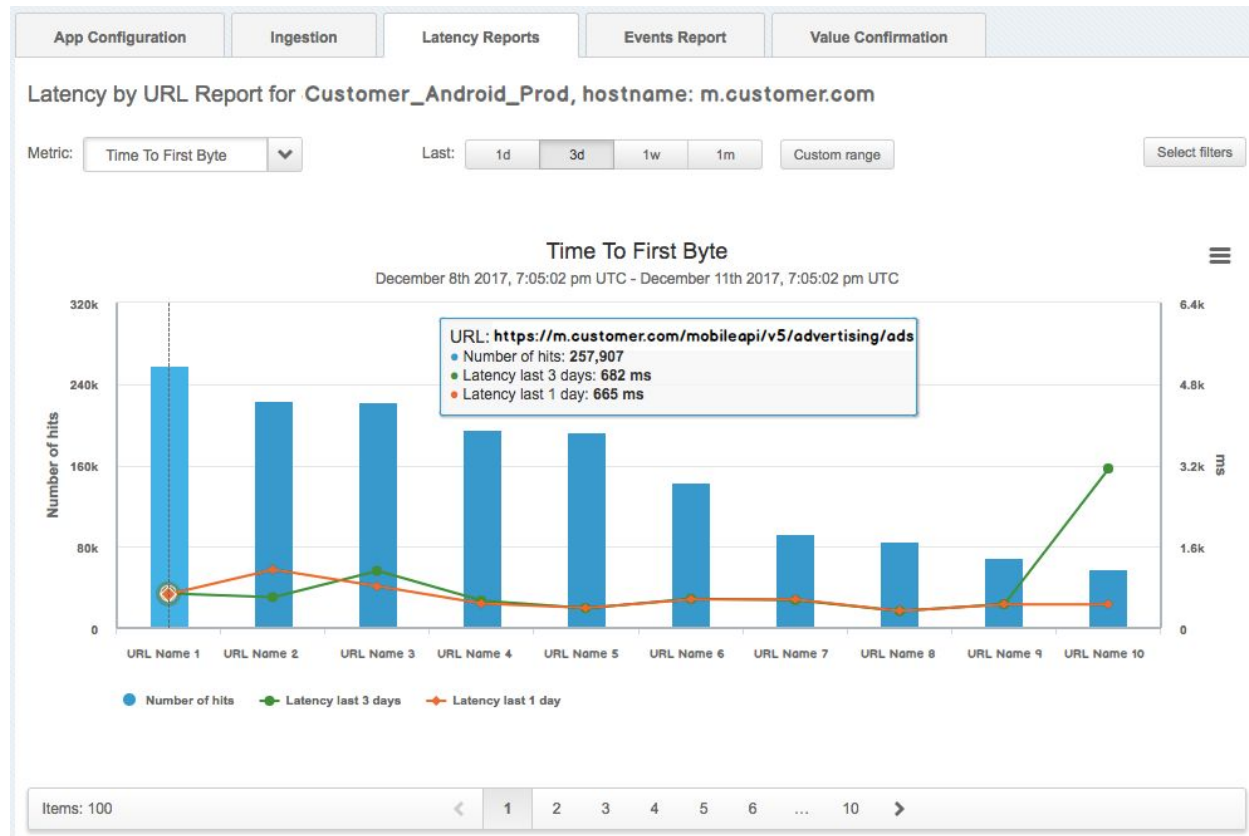 App Configuration Ingestion Latency Reports Events Report Value Confirmation
Latency by URL Report for Customer_Android_Prod, hostname: m.customer.com
Metric: Time To First Byte Last: 1d 3d 1w 1m Custom range Select filters
Time To First Byte
December 8th 2017, 7:05:02 pm UTC - December 11th 2017, 7:05:02 pm UTC
320k 6.4k
URL: https://m.customer.com/mobileapi/v5/advertising/ads
Number of hits: 257,907
Latency last 3 days: 682 ms
Latency last 1 day: 665 ms
240k 4.8k
Number of hits
160k 3.2k
ms
80k 1.6k
0 0
URL Name 1 URL Name 2 URL Name 3 URL Name 4 URL Name 5 URL Name 6 URL Name 7 URL Name 8 URL Name 9 URL Name 10
Number of hits Latency last 3 days Latency last 1 day
Items: 100 < 1 2 3 4 5 6 ... 10 >